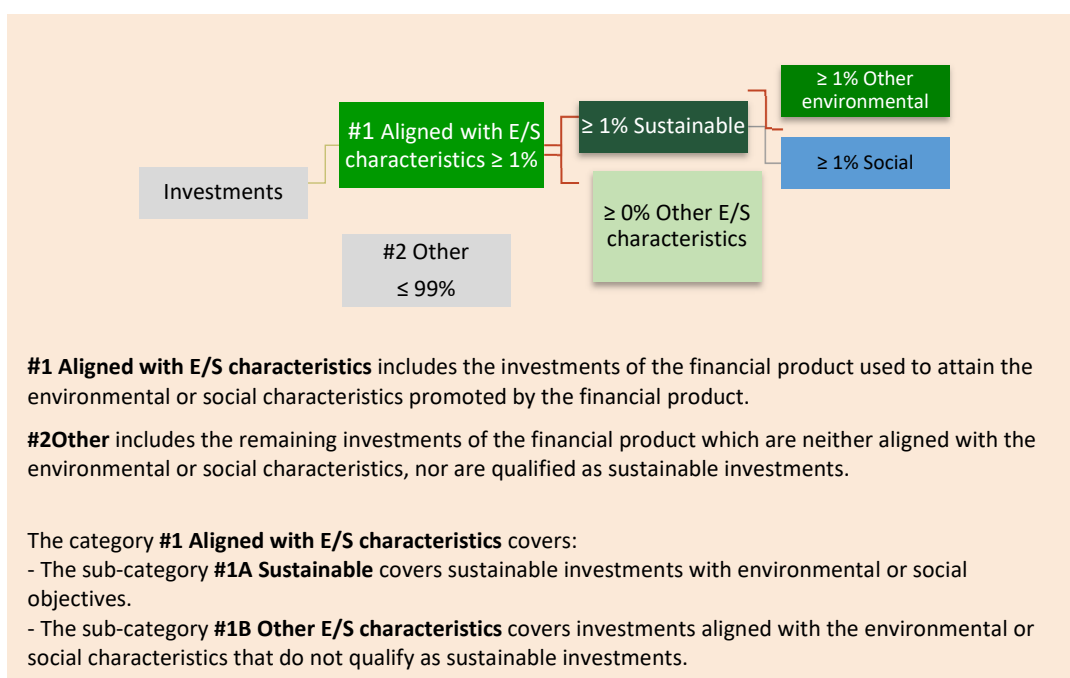 ≥ 1% Other
environmental
#1 Aligned with E/S
characteristics ≥ 1%
≥ 1% Sustainable
≥ 1% Social
Investments
≥ 0% Other E/S
characteristics
#2 Other
≤ 99%
#1 Aligned with E/S characteristics includes the investments of the financial product used to attain the
environmental or social characteristics promoted by the financial product.
#2Other includes the remaining investments of the financial product which are neither aligned with the
environmental or social characteristics, nor are qualified as sustainable investments.
The category #1 Aligned with E/S characteristics covers:
- The sub-category #1A Sustainable covers sustainable investments with environmental or social
objectives.
- The sub-category #1B Other E/S characteristics covers investments aligned with the environmental or
social characteristics that do not qualify as sustainable investments.